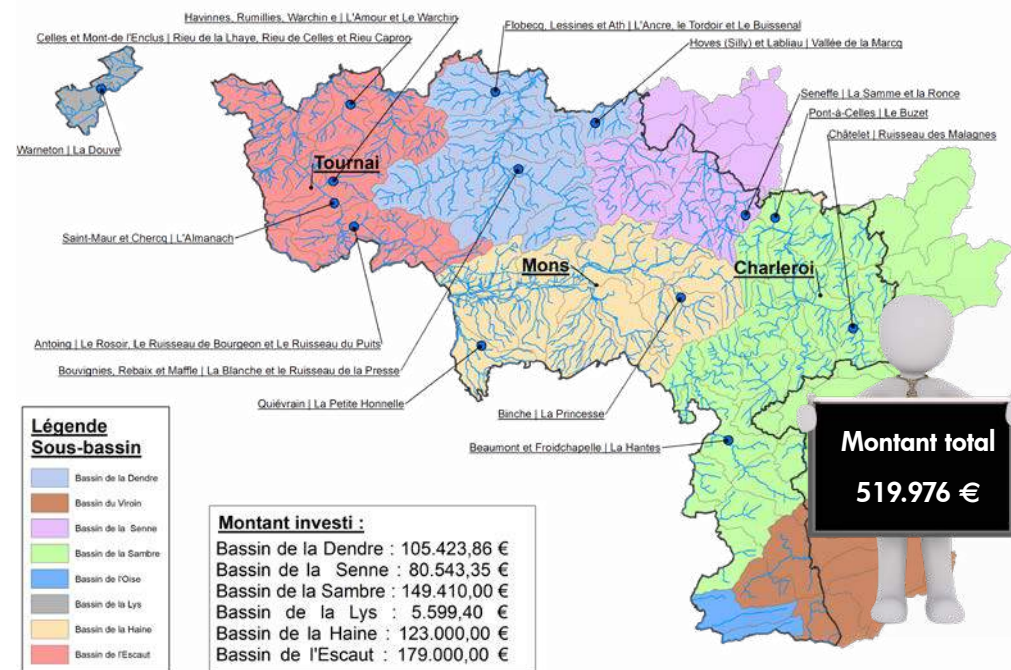 Havinnes, Rumillies, Warchin e | L'Amour et Le Warchin
Celles et Mont-de l'Enclus | Rieu de la Lhaye, Rieu de Celles et Rieu Capron
Flobecq, Lessines et Ath | L'Ancre, le Tordoir et Le Buissenal
Hoves (Silly) et Labliau | Vallée de la Marcq
Seneffe | La Samme et la Ronce
Pont-à-Celles | Le Buzet
Châtelet | Ruisseau des Malagnes
Warneton | La Douve
Tournai
Saint-Maur et Chercq | L'Almanach
Mons
Charleroi
Antoing | Le Rosoir, Le Ruisseau de Bourgeon et Le Ruisseau du Puits
Bouvignies, Rebaix et Maffle | La Blanche et le Ruisseau de la Presse
Quiévrain | La Petite Honnelle
Binche | La Princesse
Beaumont et Froidchapelle | La Hantes
Légende
Sous-bassin
Bassin de la Dendre
Bassin du Viroin
Bassin de la Senne
Bassin de la Sambre
Bassin de l'Oise
Bassin de la Lys
Bassin de la Haine
Bassin de l'Escaut
Montant investi :
Bassin de la Dendre : 105.423,86 €
Bassin de la Senne : 80.543,35 €
Bassin de la Sambre : 149.410,00 €
Bassin de la Lys : 5.599,40 €
Bassin de la Haine : 123.000,00 €
Bassin de l'Escaut : 179.000,00 €
Montant total
519.976 €